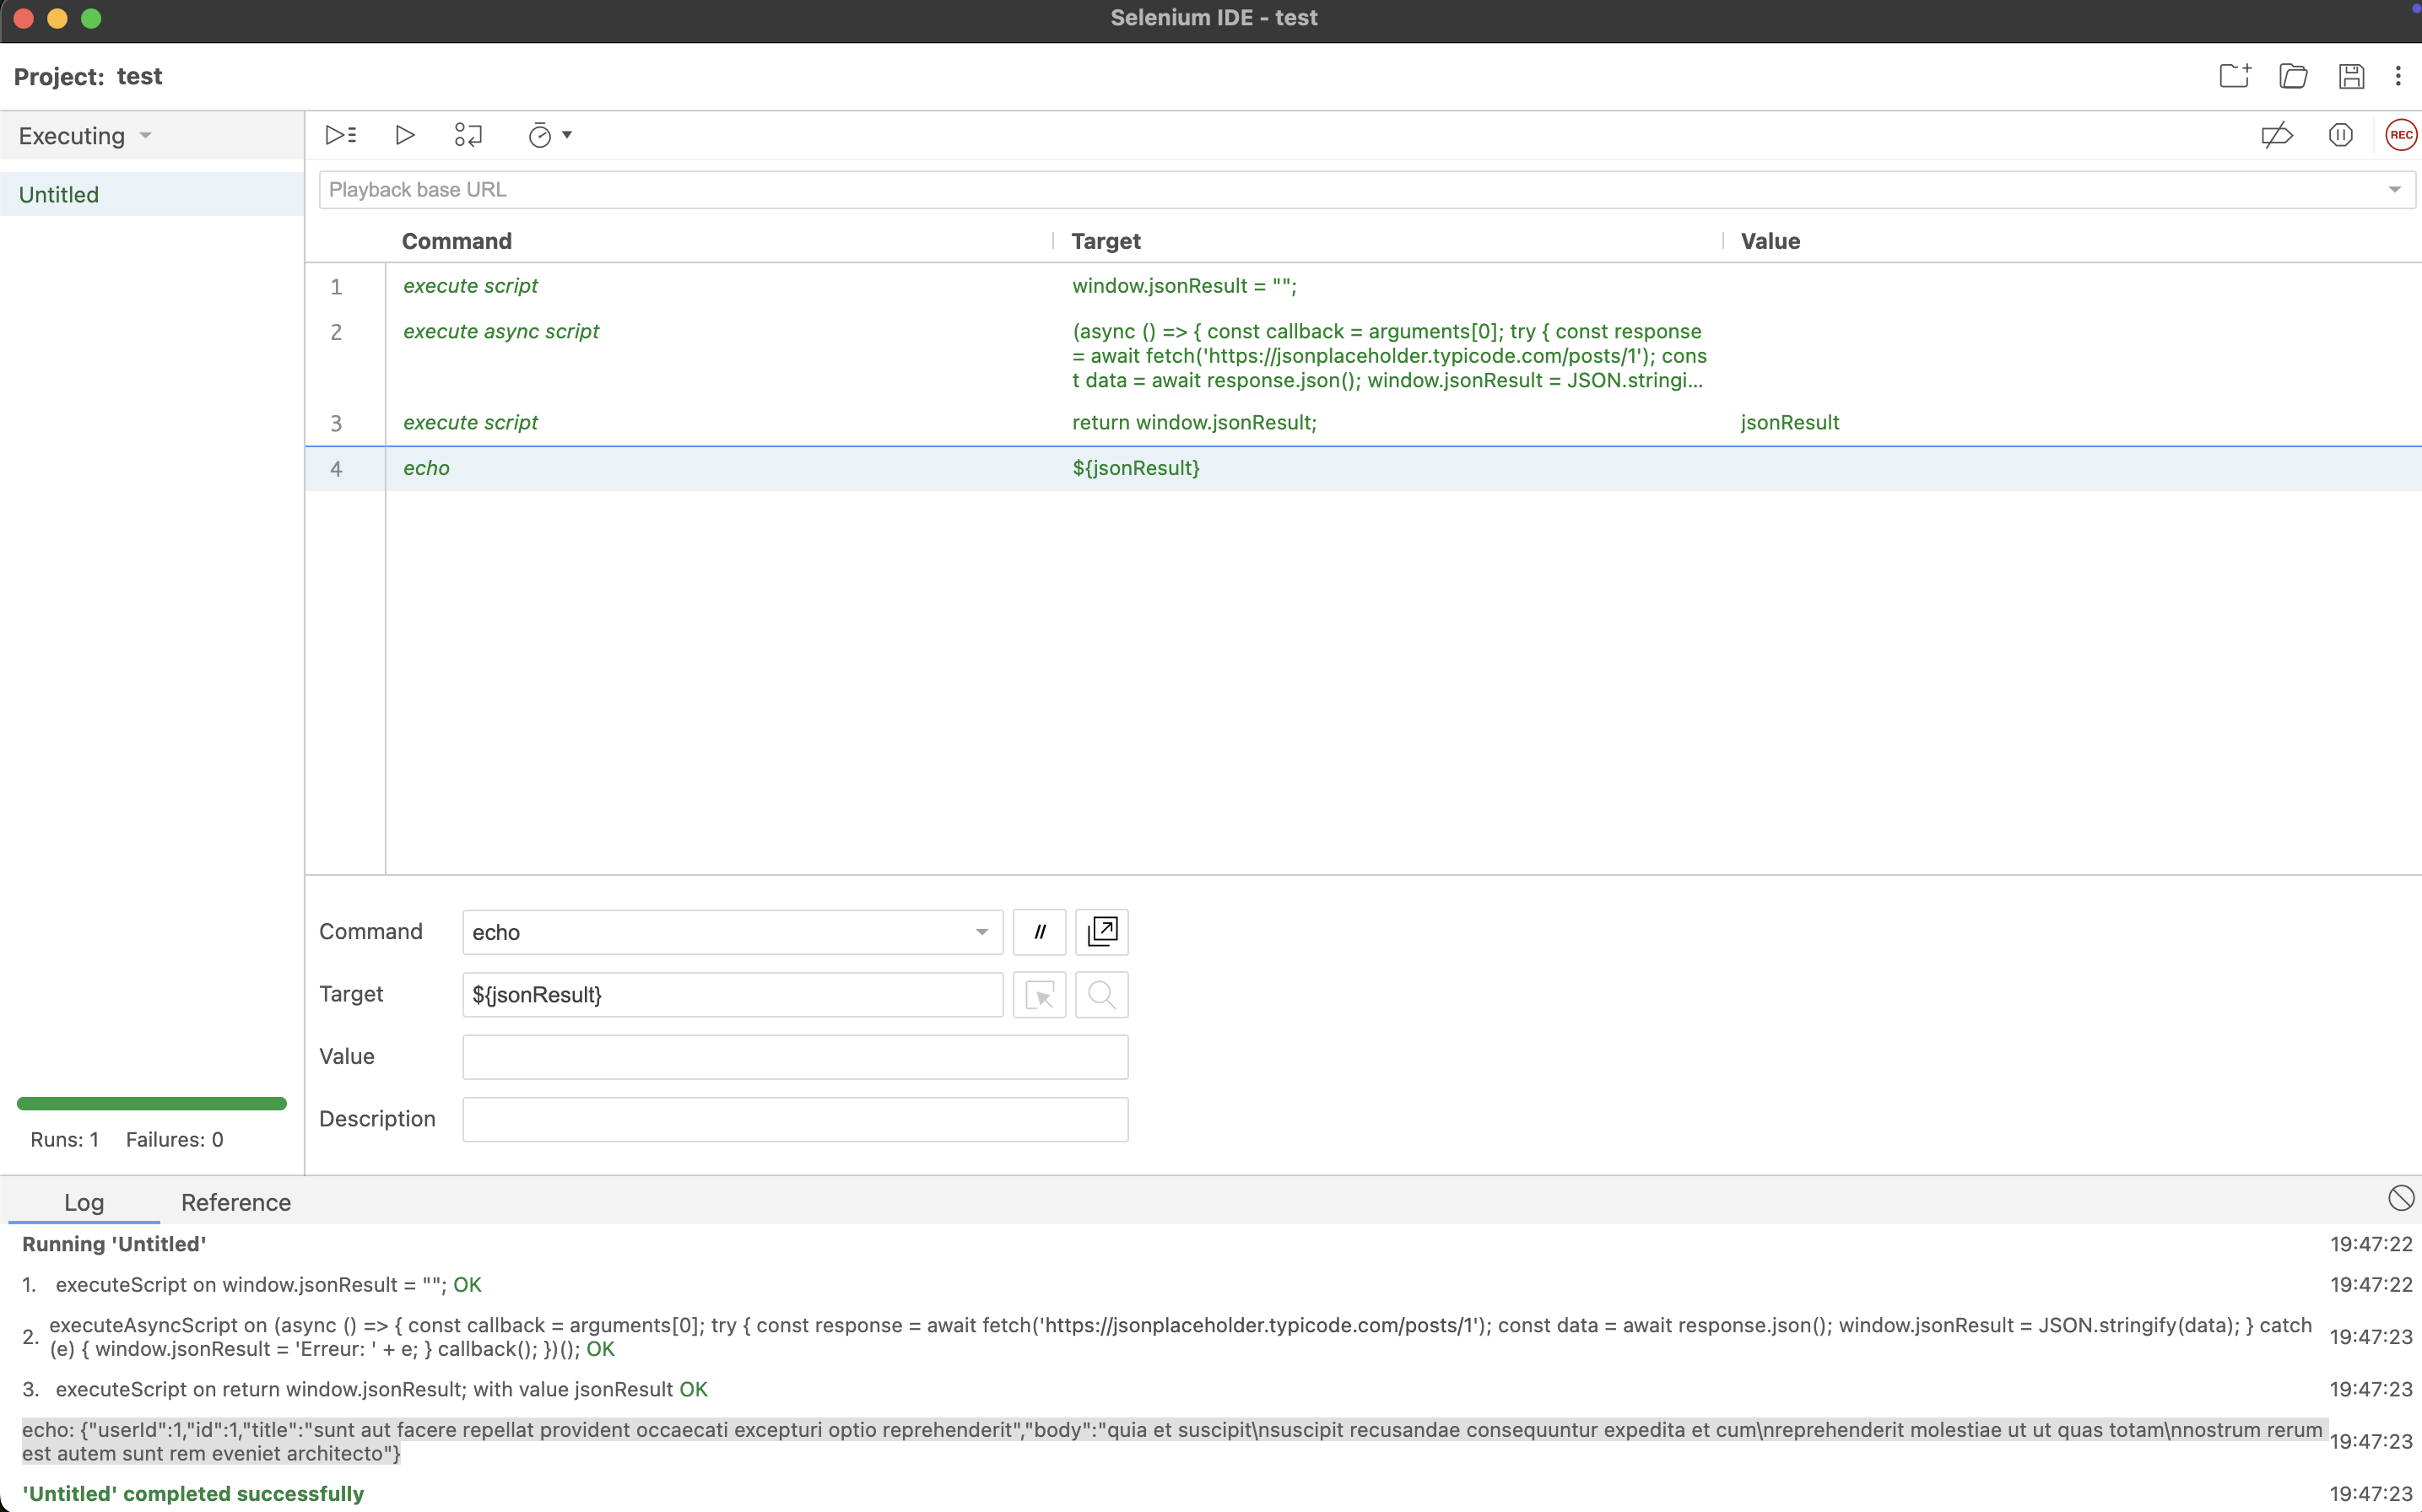 Selenium IDE - test
Project: test
Executing
REC
Untitled
Playback base URL
Command Target Value
1 execute script window.jsonResult = "";
2 execute async script (async () => { const callback = arguments[0]; try { const response
= await fetch('https://jsonplaceholder.typicode.com/posts/1'); cons
t data = await response.json(); window.jsonResult = JSON.stringi...
3 execute script return window.jsonResult; jsonResult
4 echo ${jsonResult}
Command echo //
Target ${jsonResult}
Value
Description
Runs: 1 Failures: 0
Log Reference
Running 'Untitled' 19:47:22
1. executeScript on window.jsonResult = ""; OK 19:47:22
2. executeAsyncScript on (async () => { const callback = arguments[0]; try { const response = await fetch('https://jsonplaceholder.typicode.com/posts/1'); const data = await response.json(); window.jsonResult = JSON.stringify(data); } catch
(e) { window.jsonResult = 'Erreur: ' + e; } callback(); })(); OK 19:47:23
3. executeScript on return window.jsonResult; with value jsonResult OK 19:47:23
echo: {"userId":1,"id":1,"title":"sunt aut facere repellat provident occaecati excepturi optio reprehenderit","body":"quia et suscipit\nsuscipit recusandae consequuntur expedita et cum\nreprehenderit molestiae ut ut quas totam\nnostrum rerum
est autem sunt rem eveniet architecto"} 19:47:23
'Untitled' completed successfully 19:47:23